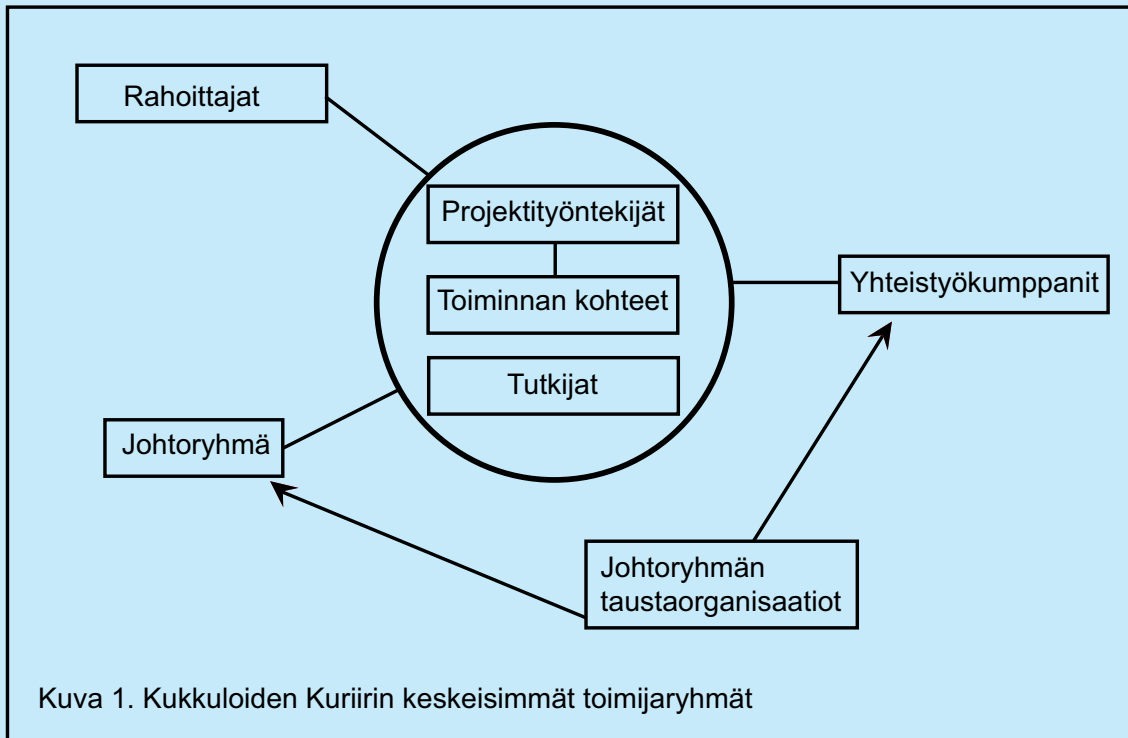 Rahoittajat
Projektityöntekijät
Toiminnan kohteet
Yhteistyökumppanit
Tutkijat
Johtoryhmä
Johtoryhmän
taustaorganisaatiot
Kuva 1. Kukkuloiden Kuriirin keskeisimmät toimijaryhmät